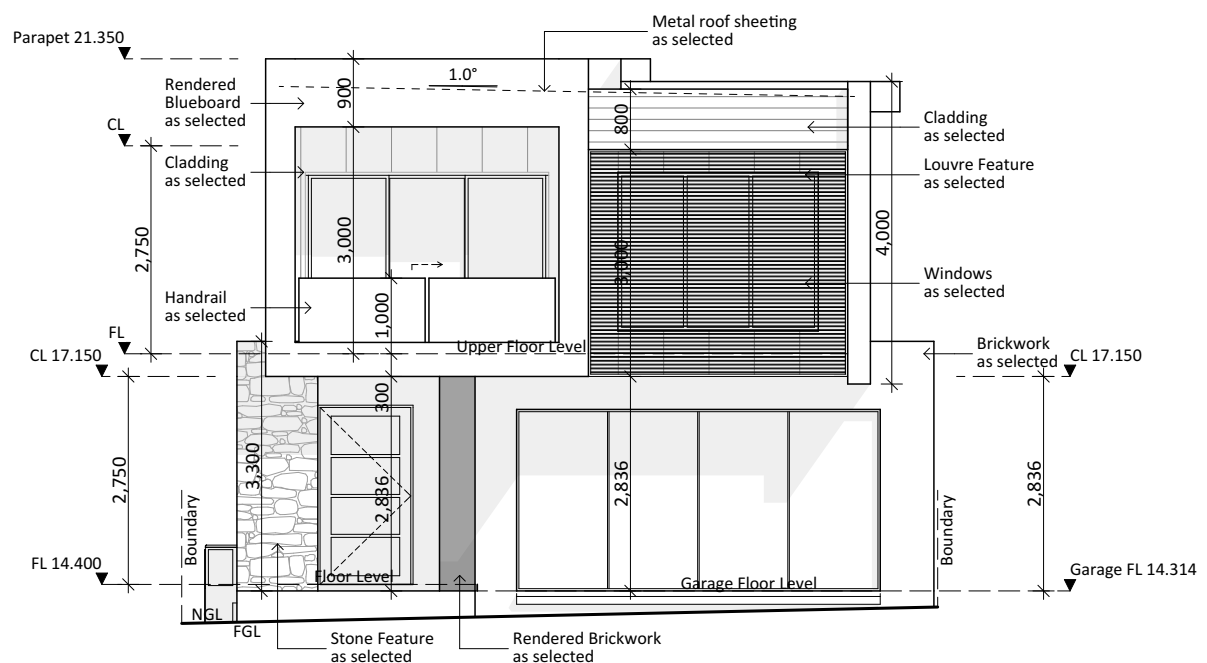 Metal roof sheeting
as selected
Parapet 21.350
1.0°
Rendered
Blueboard
as selected
900
800
CL
Cladding
as selected
Cladding
as selected
Louvre Feature
as selected
2,750
3,000
3,000
4,000
Windows
as selected
Handrail
as selected
1,000
FL
Upper Floor Level
Brickwork
as selected
CL 17.150
CL 17.150
300
2,750
3,300
2,836
2,836
2,836
Boundary
Boundary
FL 14.400
Floor Level
Garage Floor Level
Garage FL 14.314
NGL
FGL
Stone Feature
as selected
Rendered Brickwork
as selected